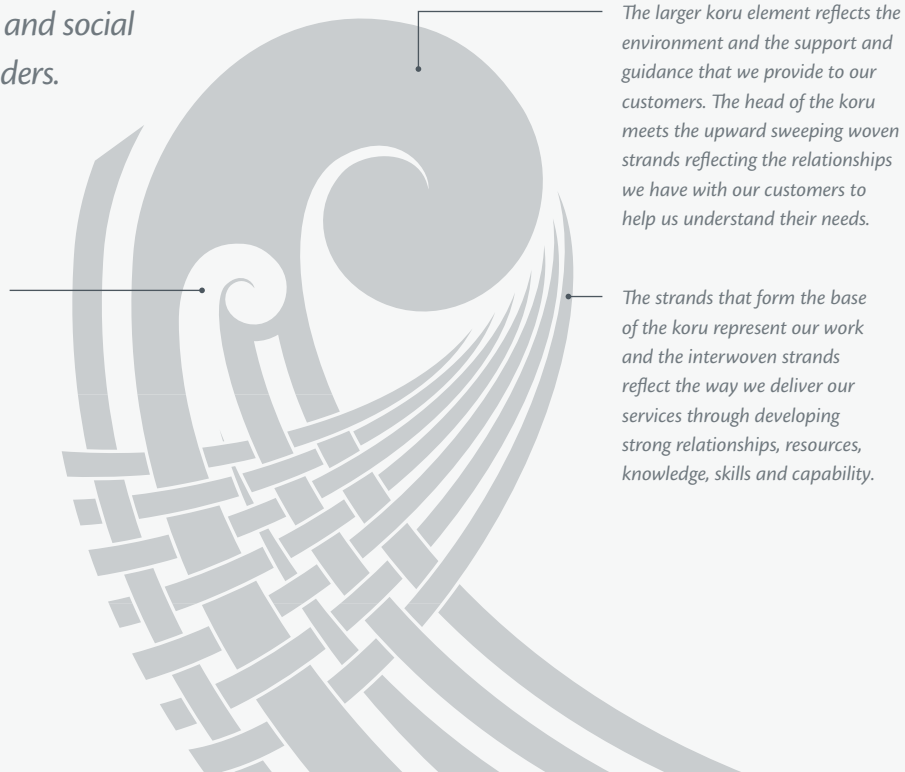 and social
ders.
The larger koru element reflects the
environment and the support and
guidance that we provide to our
customers. The head of the koru
meets the upward sweeping woven
strands reflecting the relationships
we have with our customers to
help us understand their needs.
The strands that form the base
of the koru represent our work
and the interwoven strands
reflect the way we deliver our
services through developing
strong relationships, resources,
knowledge, skills and capability.